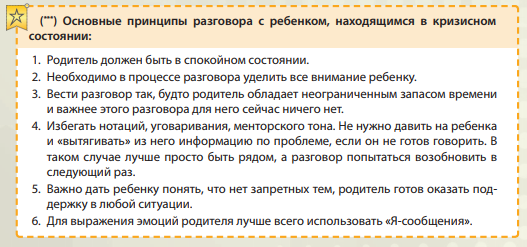 (***) Основные принципы разговора с ребенком, находящимся в кризисном
состоянии:
1. Родитель должен быть в спокойном состоянии.
2. Необходимо в процессе разговора уделить все внимание ребенку.
3. Вести разговор так, будто родитель обладает неограниченным запасом времени
и важнее этого разговора для него сейчас ничего нет.
4. Избегать нотаций, уговаривания, менторского тона. Не нужно давить на ребенка
и «вытягивать» из него информацию по проблеме, если он не готов говорить. В
таком случае лучше просто быть рядом, а разговор попытаться возобновить в
следующий раз.
5. Важно дать ребенку понять, что нет запретных тем, родитель готов оказать под-
держку в любой ситуации.
6. Для выражения эмоций родителя лучше всего использовать «Я-сообщения».